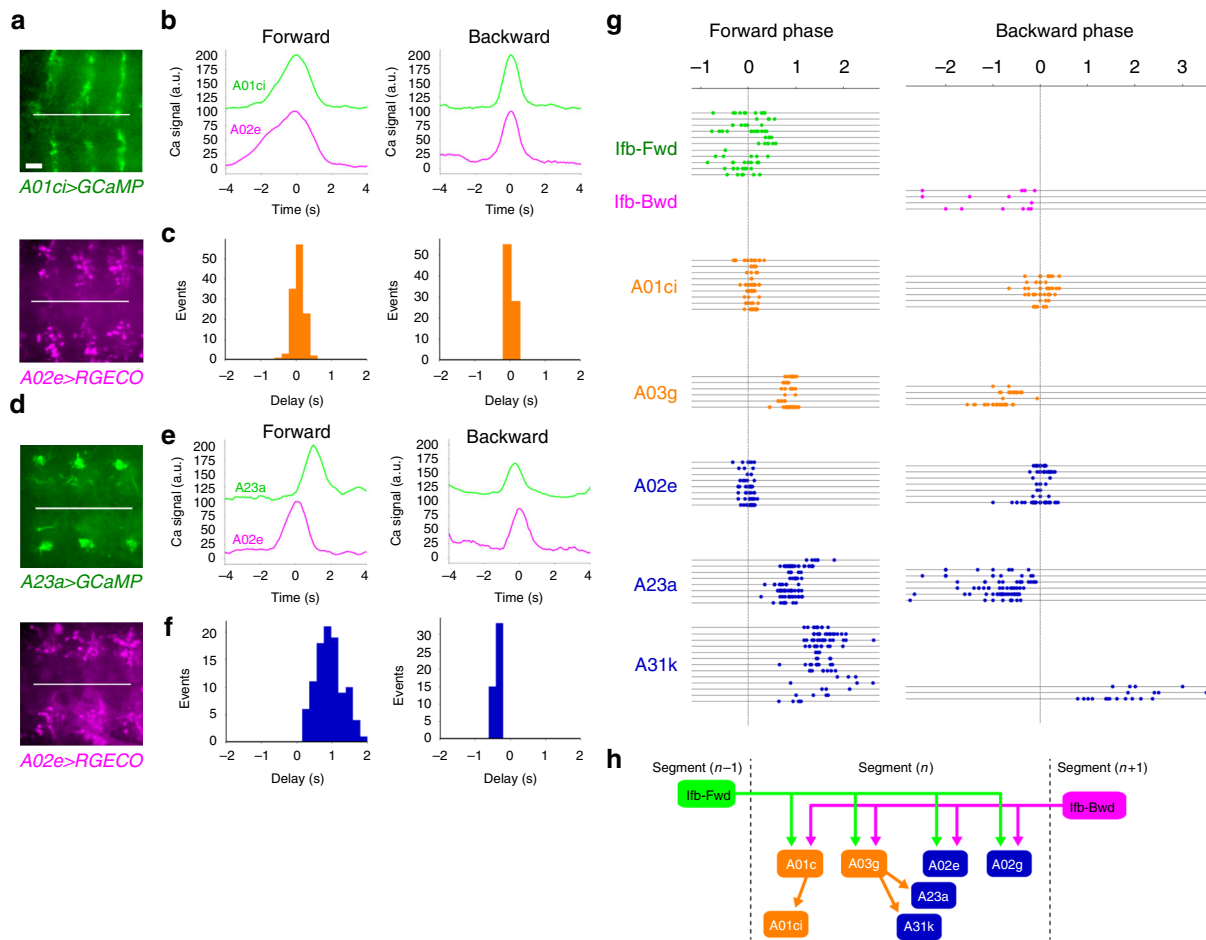 a
A01ci>GCaMP
A02e>RGECO
b
Forward
Backward
Ca signal (a.u.)
200
175
150
125
100
75
50
25
0
A01ci
A02e
−4 −2 0 2 4
Time (s)
Ca signal (a.u.)
200
175
150
125
100
75
50
25
0
−4 −2 0 2 4
Time (s)
c
Events
50
40
30
20
10
0
−2 −1 0 1 2
Delay (s)
Events
50
40
30
20
10
0
−2 −1 0 1 2
Delay (s)
d
A23a>GCaMP
A02e>RGECO
e
Forward
Backward
Ca signal (a.u.)
200
175
150
125
100
75
50
25
0
A23a
A02e
−4 −2 0 2 4
Time (s)
Ca signal (a.u.)
200
175
150
125
100
75
50
25
0
−4 −2 0 2 4
Time (s)
f
Events
20
15
10
5
0
−2 −1 0 1 2
Delay (s)
Events
30
25
20
15
10
5
0
−2 −1 0 1 2
Delay (s)
g
Forward phase
Backward phase
−1 0 1 2
−2 −1 0 1 2 3
Ifb-Fwd
Ifb-Bwd
A01ci
A03g
A02e
A23a
A31k
h
Segment (n−1)
Segment (n)
Segment (n+1)
Ifb-Fwd
Ifb-Bwd
A01c
A03g
A02e
A02g
A23a
A01ci
A31k